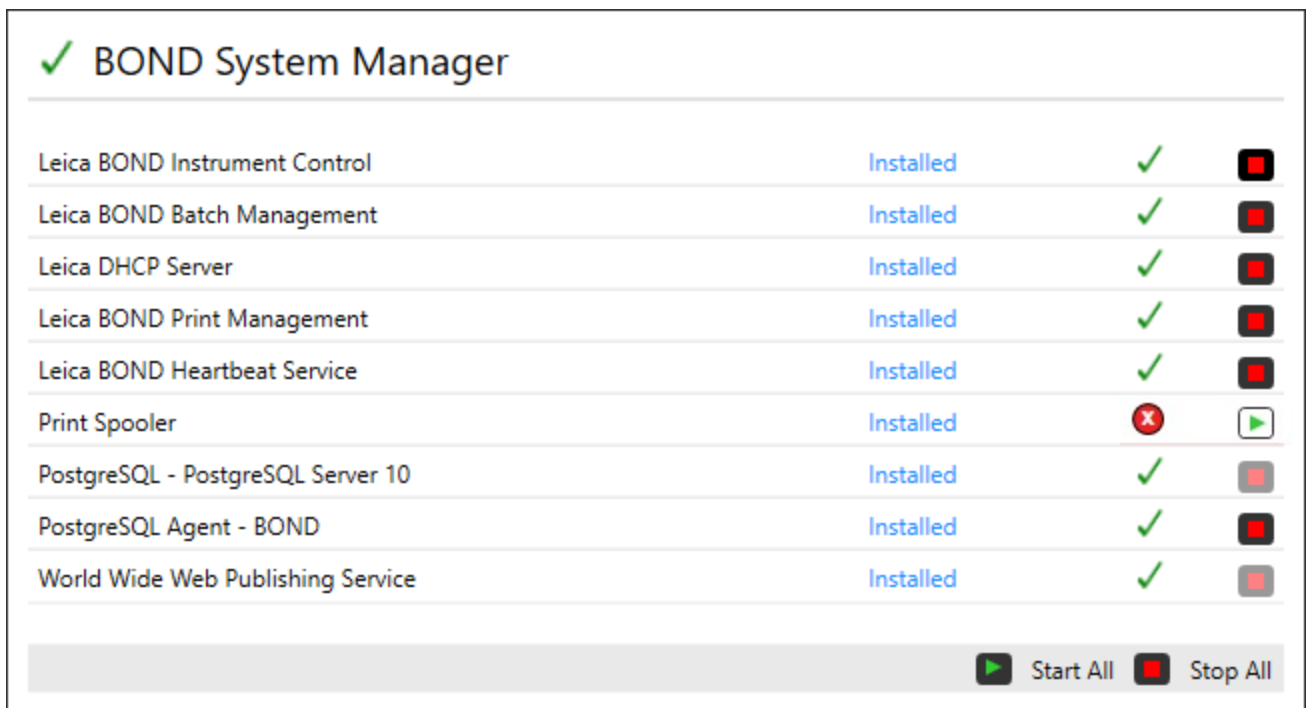 BOND System Manager
Leica BOND Instrument Control Installed
Leica BOND Batch Management Installed
Leica DHCP Server Installed
Leica BOND Print Management Installed
Leica BOND Heartbeat Service Installed
Print Spooler Installed
PostgreSQL - PostgreSQL Server 10 Installed
PostgreSQL Agent - BOND Installed
World Wide Web Publishing Service Installed
Start All Stop All